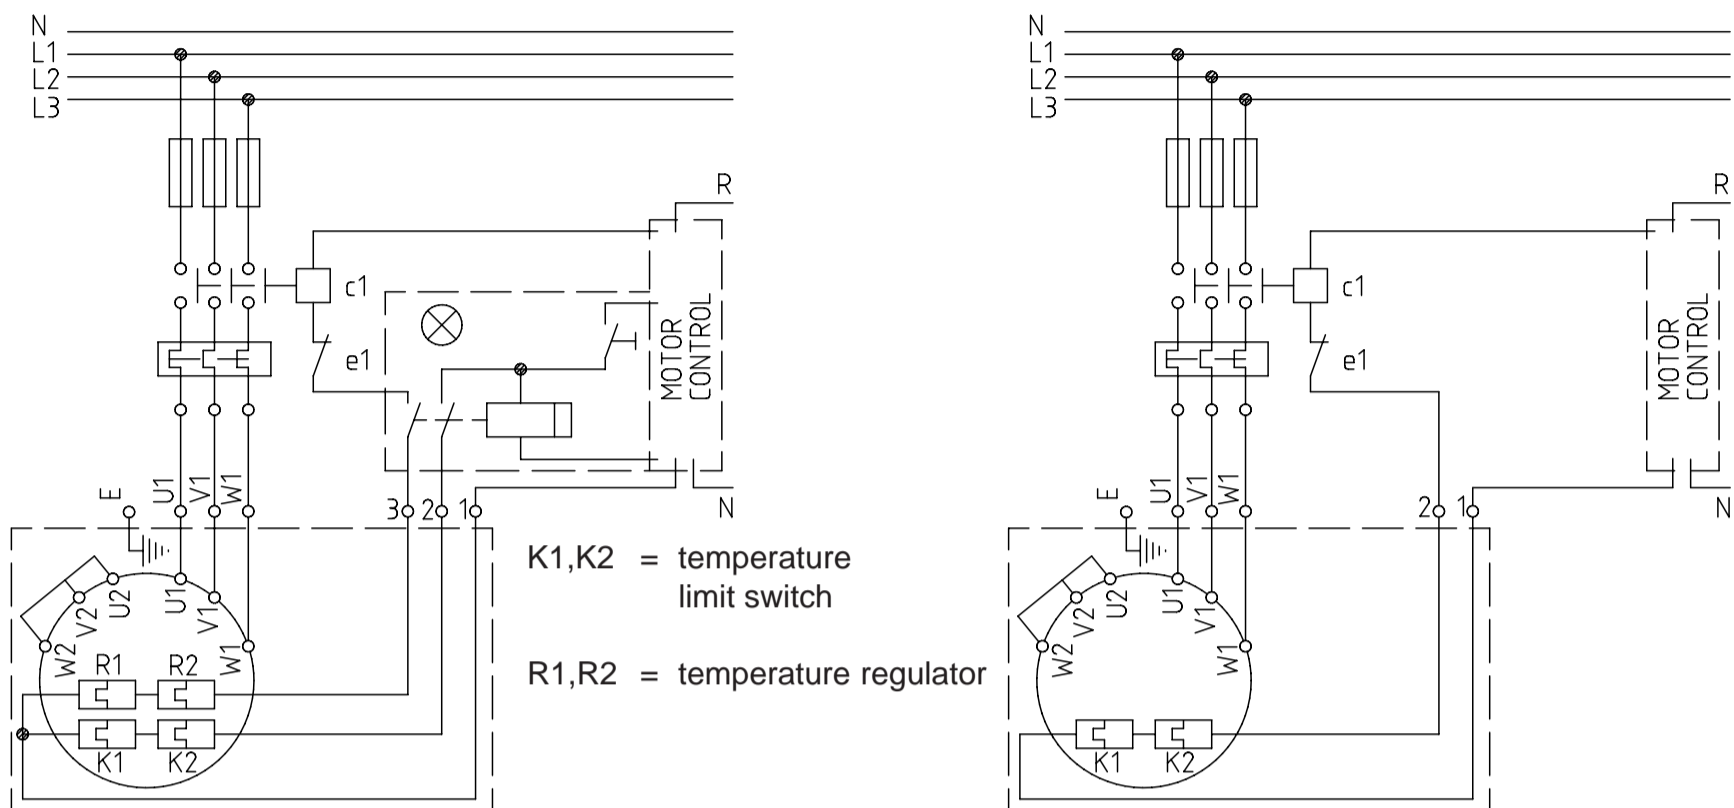 N
L1
L2
L3
R
c1
e1
MOTOR
CONTROL
E
U1
V1
W1
3
2
1
N
U2
V2
W2
U1
V1
W1
R1
R2
K1
K2
K1,K2 = temperature
limit switch
R1,R2 = temperature regulator
N
L1
L2
L3
R
c1
e1
MOTOR
CONTROL
E
U1
V1
W1
2
1
N
U2
V2
W2
U1
V1
W1
K1
K2